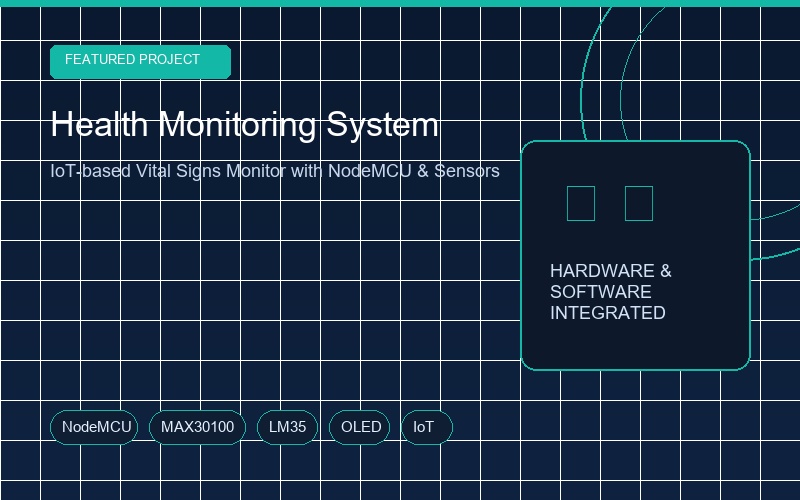 FEATURED PROJECT
Health Monitoring System
IoT-based Vital Signs Monitor with NodeMCU & Sensors
HARDWARE &
SOFTWARE
INTEGRATED
NodeMCU
MAX30100
LM35
OLED
IoT